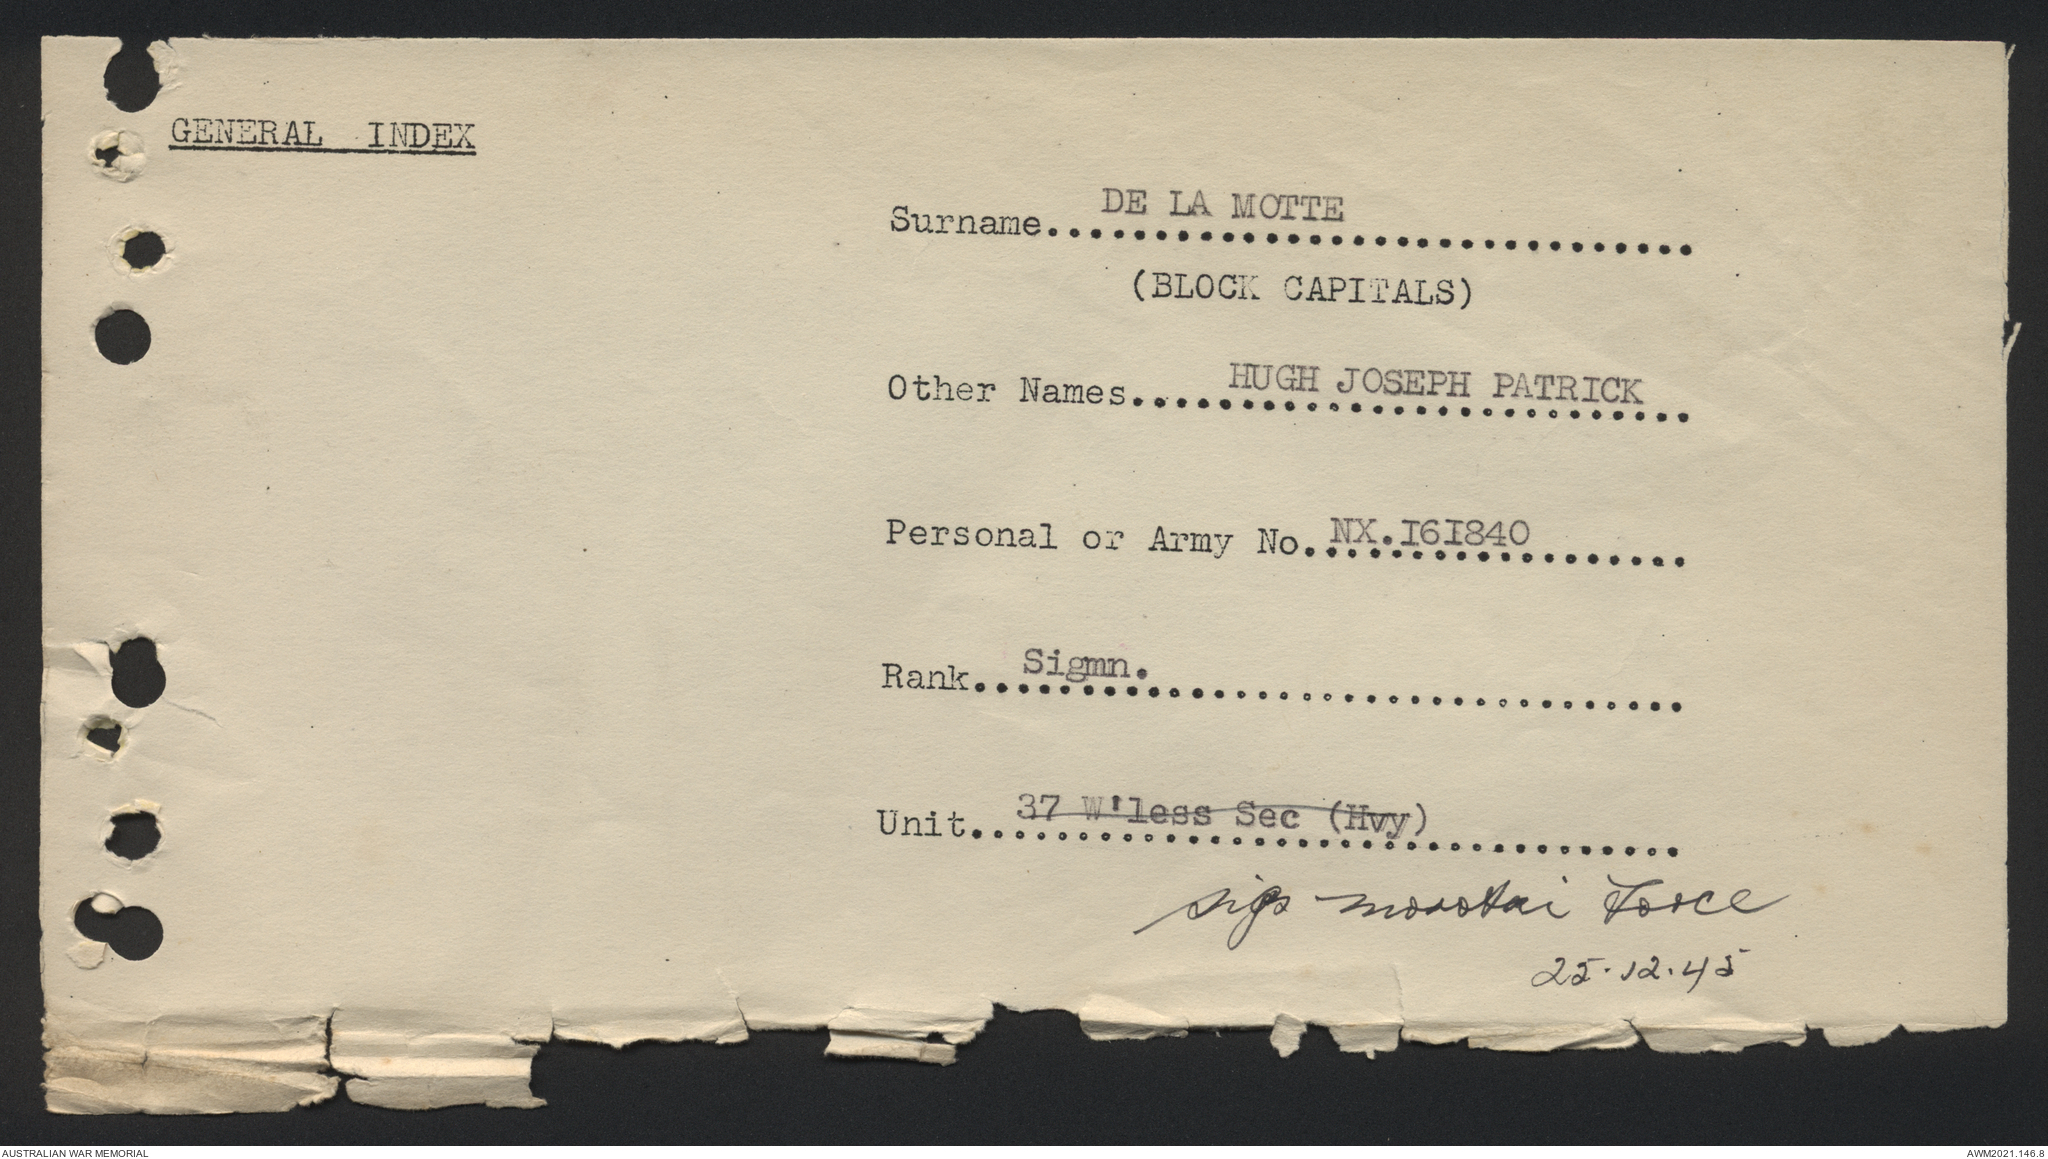 GENERAL INDEX
Surname..............................DE LA MOTTE
(BLOCK CAPITALS)
Other Names..........................HUGH JOSEPH PATRICK
Personal or Army No..................NX.I6I840
Rank.................................Sigmn.
Unit.................................37 W'less Sec (Hvy)
sigs morotai Force
25.12.45
AUSTRALIAN WAR MEMORIAL
AWM2021.146.8